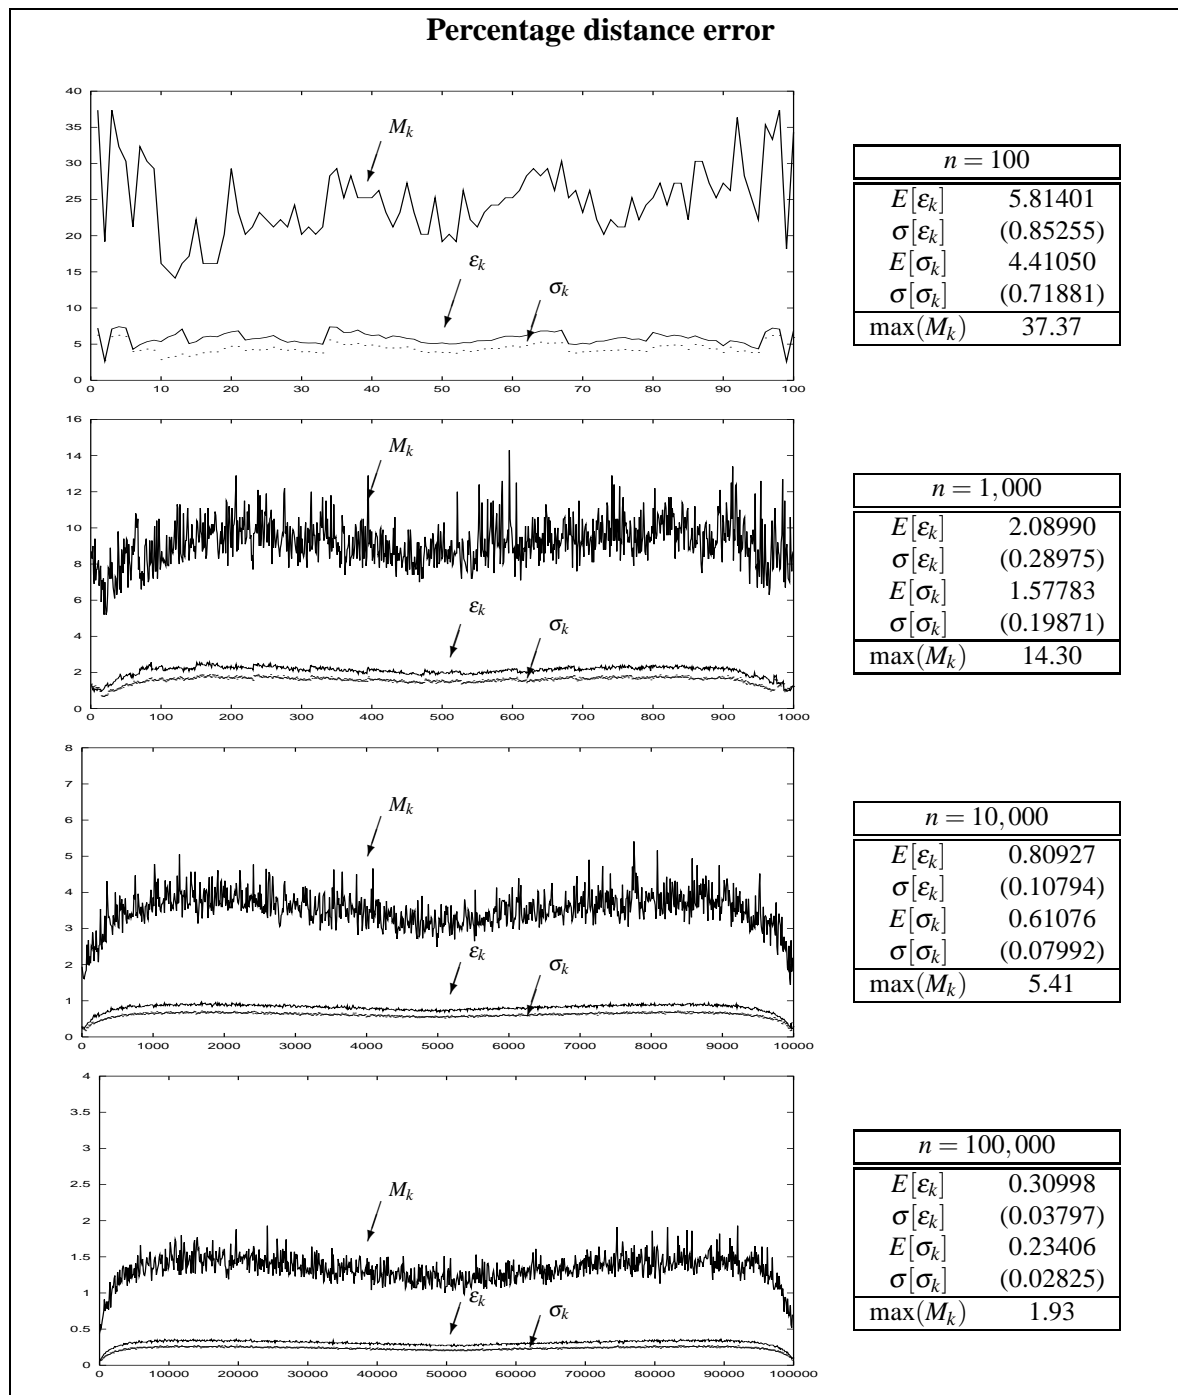 Percentage distance error
40
35
30
25
20
15
10
5
0
0 10 20 30 40 50 60 70 80 90 100
M_k
ε_k
σ_k
n = 100
E[ε_k] 5.81401
σ[ε_k] (0.85255)
E[σ_k] 4.41050
σ[σ_k] (0.71881)
max(M_k) 37.37
16
14
12
10
8
6
4
2
0
0 100 200 300 400 500 600 700 800 900 1000
M_k
ε_k
σ_k
n = 1,000
E[ε_k] 2.08990
σ[ε_k] (0.28975)
E[σ_k] 1.57783
σ[σ_k] (0.19871)
max(M_k) 14.30
8
7
6
5
4
3
2
1
0
0 1000 2000 3000 4000 5000 6000 7000 8000 9000 10000
M_k
ε_k
σ_k
n = 10,000
E[ε_k] 0.80927
σ[ε_k] (0.10794)
E[σ_k] 0.61076
σ[σ_k] (0.07992)
max(M_k) 5.41
4
3.5
3
2.5
2
1.5
1
0.5
0
0 10000 20000 30000 40000 50000 60000 70000 80000 90000 100000
M_k
ε_k
σ_k
n = 100,000
E[ε_k] 0.30998
σ[ε_k] (0.03797)
E[σ_k] 0.23406
σ[σ_k] (0.02825)
max(M_k) 1.93